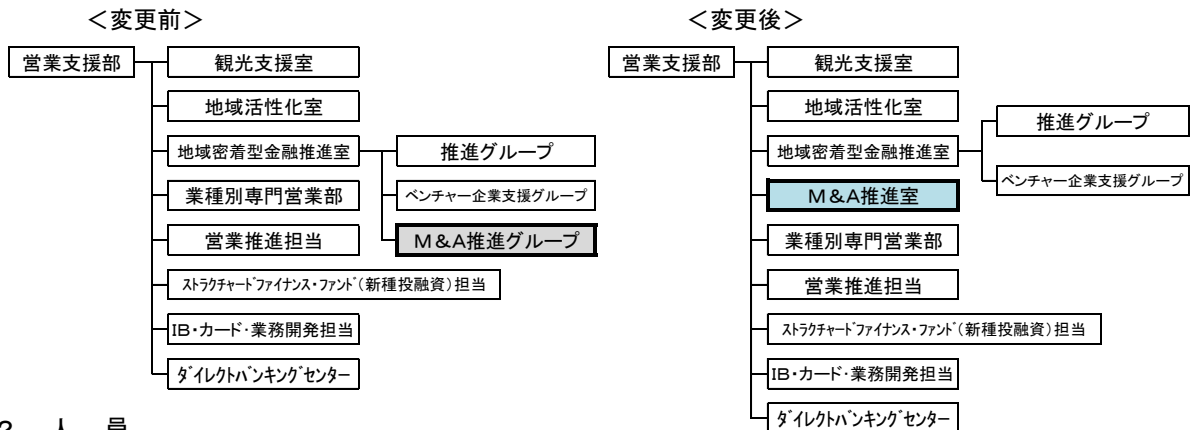 <変更前>
営業支援部
観光支援室
地域活性化室
地域密着型金融推進室
推進グループ
業種別専門営業部
ベンチャー企業支援グループ
営業推進担当
M&A推進グループ
ストラクチャードファイナンス・ファンド(新種投融資)担当
IB・カード・業務開発担当
ダイレクトバンキングセンター
<変更後>
営業支援部
観光支援室
地域活性化室
推進グループ
地域密着型金融推進室
ベンチャー企業支援グループ
M&A推進室
業種別専門営業部
営業推進担当
ストラクチャードファイナンス・ファンド(新種投融資)担当
IB・カード・業務開発担当
ダイレクトバンキングセンター